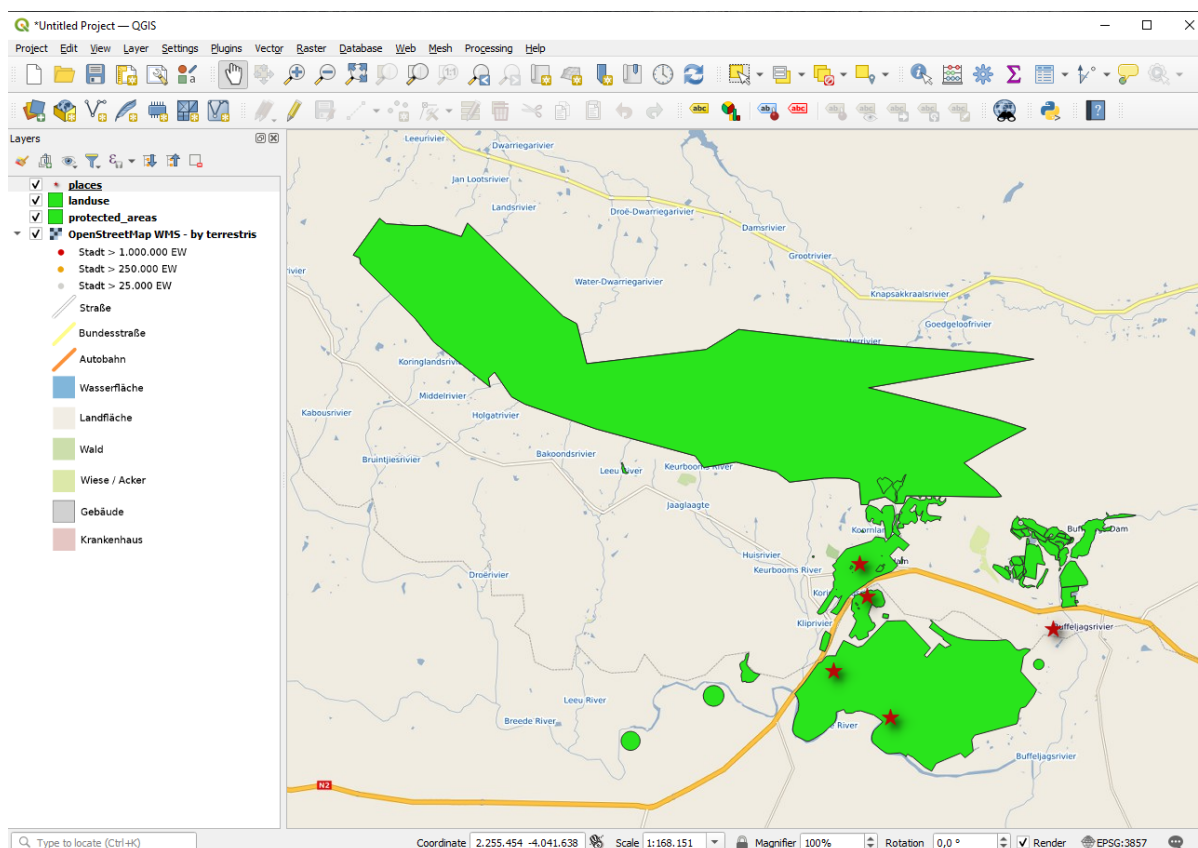 *Untitled Project — QGIS
Project Edit View Layer Settings Plugins Vector Raster Database Web Mesh Processing Help
Layers
places
landuse
protected_areas
OpenStreetMap WMS - by terrestris
Stadt > 1.000.000 EW
Stadt > 250.000 EW
Stadt > 25.000 EW
Straße
Bundesstraße
Autobahn
Wasserfläche
Landfläche
Wald
Wiese / Acker
Gebäude
Krankenhaus
Leeurivier
Dwarriegarivier
Jan Lootsrivier
Landsrivier
Droë-Dwarriegarivier
Damsrivier
Grootrivier
Water-Dwarriegarivier
Knapsakkraalsrivier
Goedgeloofrivier
Koringlandsrivi
Middelrivier
Kabousrivier
Holgatrivier
Bakoondsrivier
Bruintjiesrivier
Leeu River
Keurbooms River
Jaaglaagte
Koornlan
Huisrivier
Keurbooms River
Droërivier
Kliprivier
Buffeljagsrivier
Leeu River
Breede River
River
Buffeljagsrivier
N2
Type to locate (Ctrl+K)
Coordinate 2.255.454 -4.041.638 Scale 1:168.151 Magnifier 100% Rotation 0,0 ° Render EPSG:3857